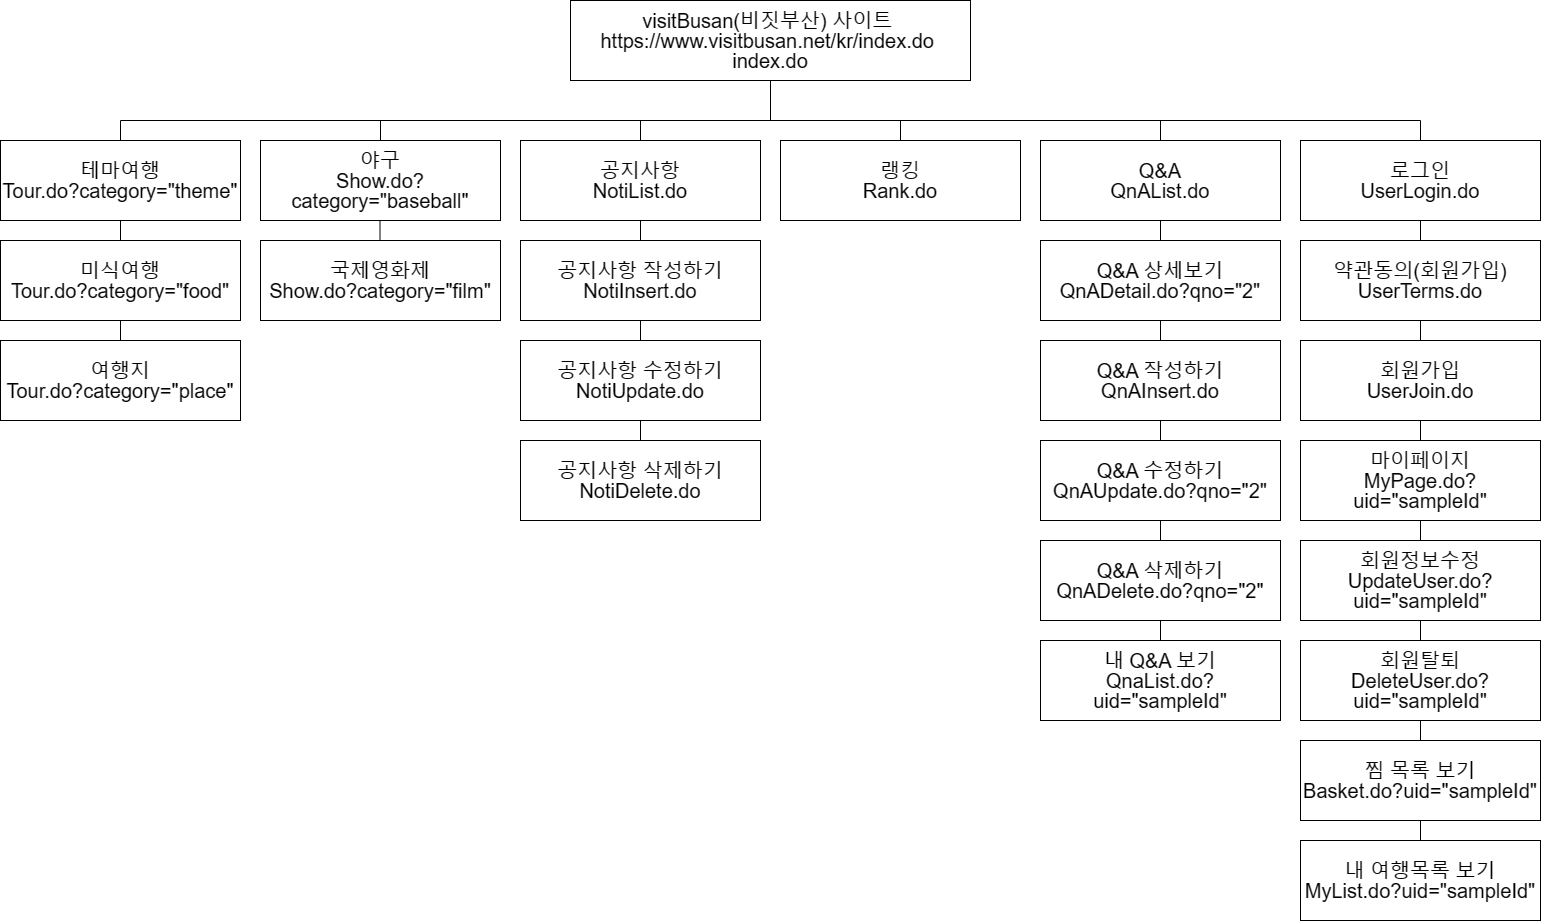 visitBusan(비짓부산) 사이트
https://www.visitbusan.net/kr/index.do
index.do
테마여행
Tour.do?category="theme"
미식여행
Tour.do?category="food"
여행지
Tour.do?category="place"
야구
Show.do?
category="baseball"
국제영화제
Show.do?category="film"
공지사항
NotiList.do
공지사항 작성하기
NotiInsert.do
공지사항 수정하기
NotiUpdate.do
공지사항 삭제하기
NotiDelete.do
랭킹
Rank.do
Q&A
QnAList.do
Q&A 상세보기
QnADetail.do?qno="2"
Q&A 작성하기
QnAInsert.do
Q&A 수정하기
QnAUpdate.do?qno="2"
Q&A 삭제하기
QnADelete.do?qno="2"
내 Q&A 보기
QnaList.do?
uid="sampleId"
로그인
UserLogin.do
약관동의(회원가입)
UserTerms.do
회원가입
UserJoin.do
마이페이지
MyPage.do?
uid="sampleId"
회원정보수정
UpdateUser.do?
uid="sampleId"
회원탈퇴
DeleteUser.do?
uid="sampleId"
찜 목록 보기
Basket.do?uid="sampleId"
내 여행목록 보기
MyList.do?uid="sampleId"